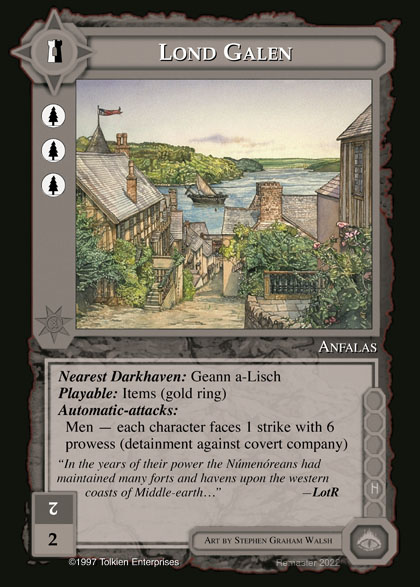 Lond Galen
Anfalas
Nearest Darkhaven: Geann a-Lisch
Playable: Items (gold ring)
Automatic-attacks:
Men — each character faces 1 strike with 6
prowess (detainment against covert company)
“In the years of their power the Númenóreans had
maintained many forts and havens upon the western
coasts of Middle-earth…” —LotR
H
2
2
Art by Stephen Graham Walsh
©1997 Tolkien Enterprises
Remaster 2022